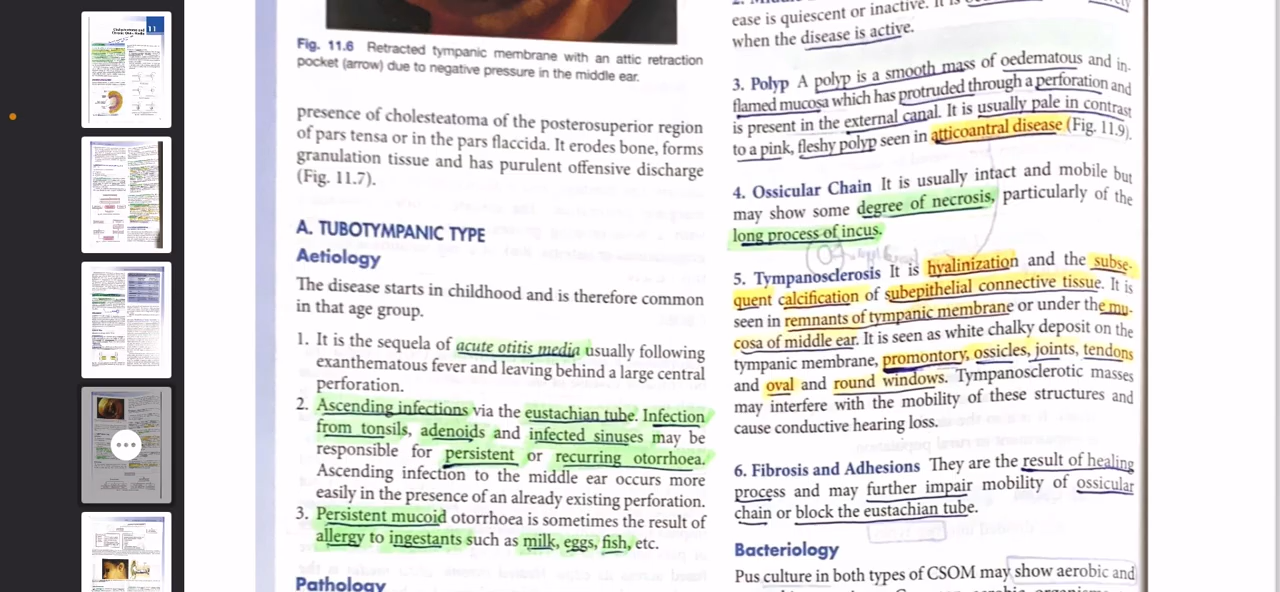 Fig. 11.6 Retracted tympanic membrane with an attic retraction
pocket (arrow) due to negative pressure in the middle ear.
presence of cholesteatoma of the posterosuperior region
of pars tensa or in the pars flaccida. It erodes bone, forms
granulation tissue and has purulent offensive discharge
(Fig. 11.7).
A. TUBOTYMPANIC TYPE
Aetiology
The disease starts in childhood and is therefore common
in that age group.
1. It is the sequela of acute otitis media usually following
exanthematous fever and leaving behind a large central
perforation.
2. Ascending infections via the eustachian tube. Infection
from tonsils, adenoids and infected sinuses may be
responsible for persistent or recurring otorrhoea.
Ascending infection to the middle ear occurs more
easily in the presence of an already existing perforation.
3. Persistent mucoid otorrhoea is sometimes the result of
allergy to ingestants such as milk, eggs, fish, etc.
Pathology
ease is quiescent or inactive. It is
when the disease is active.
3. Polyp A polyp is a smooth mass of oedematous and in-
flamed mucosa which has protruded through a perforation and
is present in the external canal. It is usually pale in contrast
to a pink, fleshy polyp seen in atticoantral disease (Fig. 11.9).
4. Ossicular Chain It is usually intact and mobile but
may show some degree of necrosis, particularly of the
long process of incus.
5. Tympanosclerosis It is hyalinization and the subse-
quent calcification of subepithelial connective tissue. It is
seen in remnants of tympanic membrane or under the mu-
cosa of middle ear. It is seen as white chalky deposit on the
tympanic membrane, promontory, ossicles, joints, tendons
and oval and round windows. Tympanosclerotic masses
may interfere with the mobility of these structures and
cause conductive hearing loss.
6. Fibrosis and Adhesions They are the result of healing
process and may further impair mobility of ossicular
chain or block the eustachian tube.
Bacteriology
Pus culture in both types of CSOM may show aerobic and